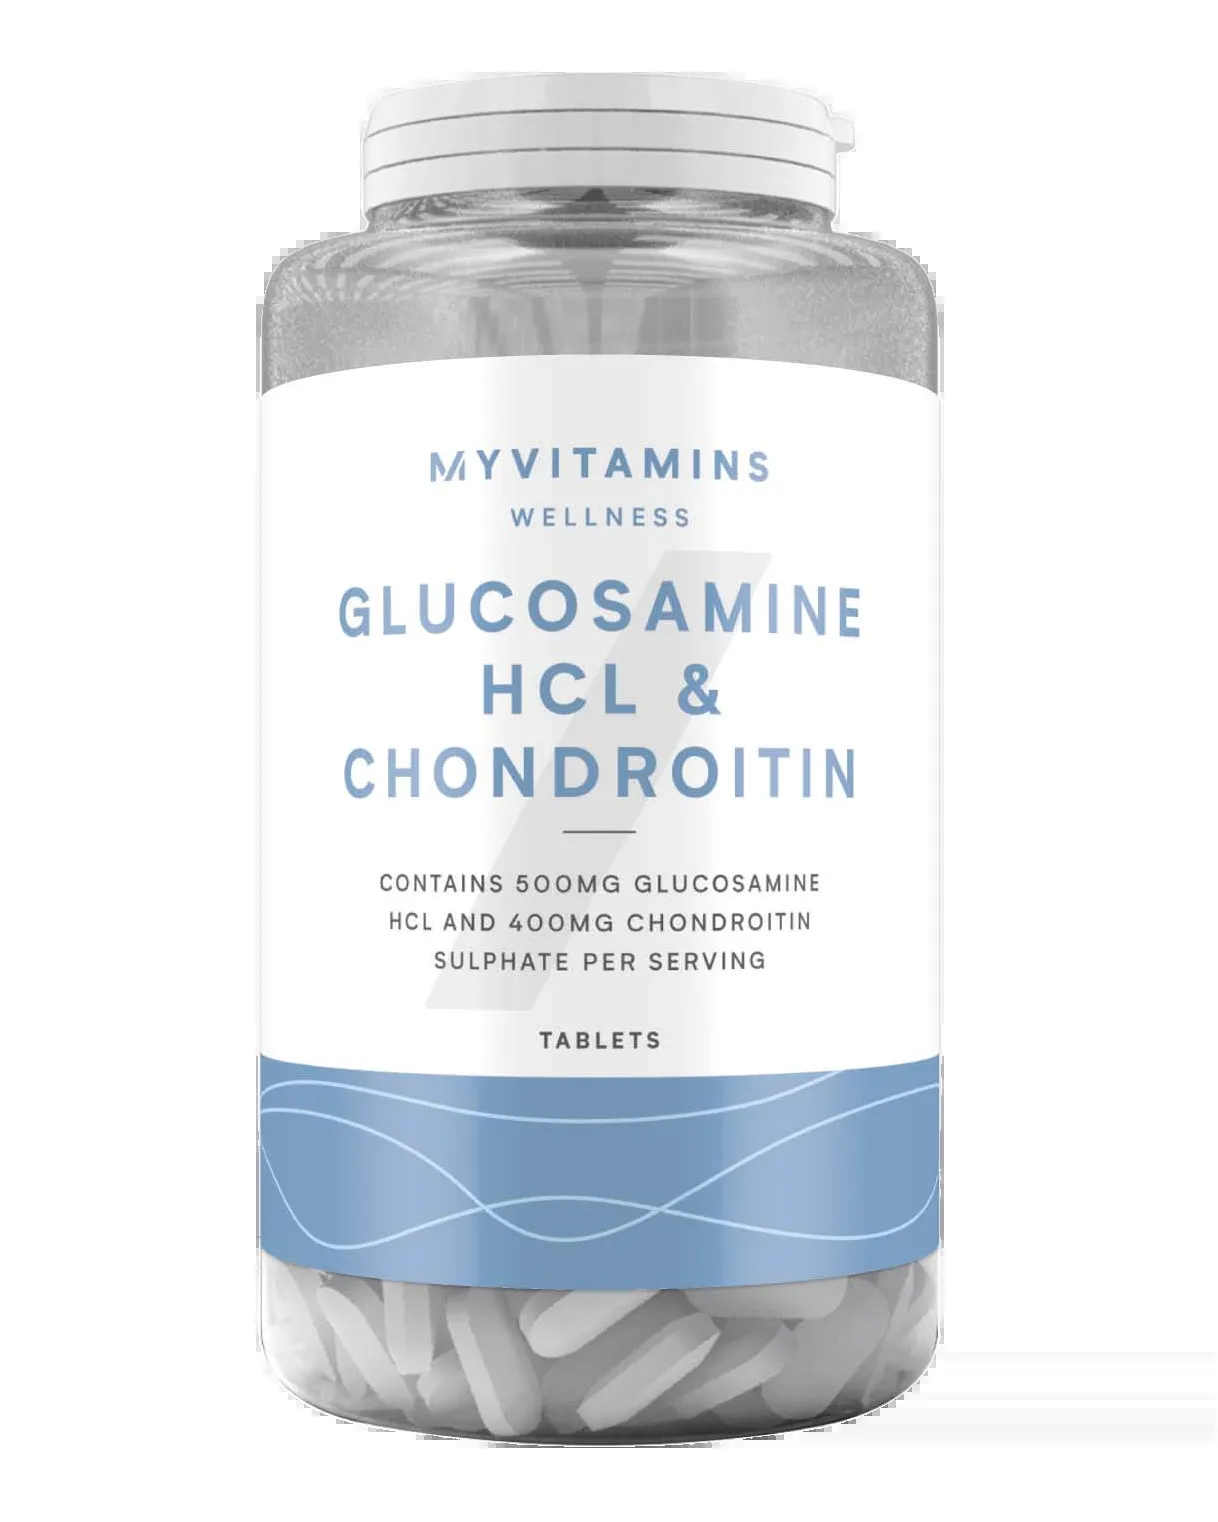 MYVITAMINS
WELLNESS
GLUCOSAMINE
HCL &
CHONDROITIN
CONTAINS 500MG GLUCOSAMINE
HCL AND 400MG CHONDROITIN
SULPHATE PER SERVING
TABLETS